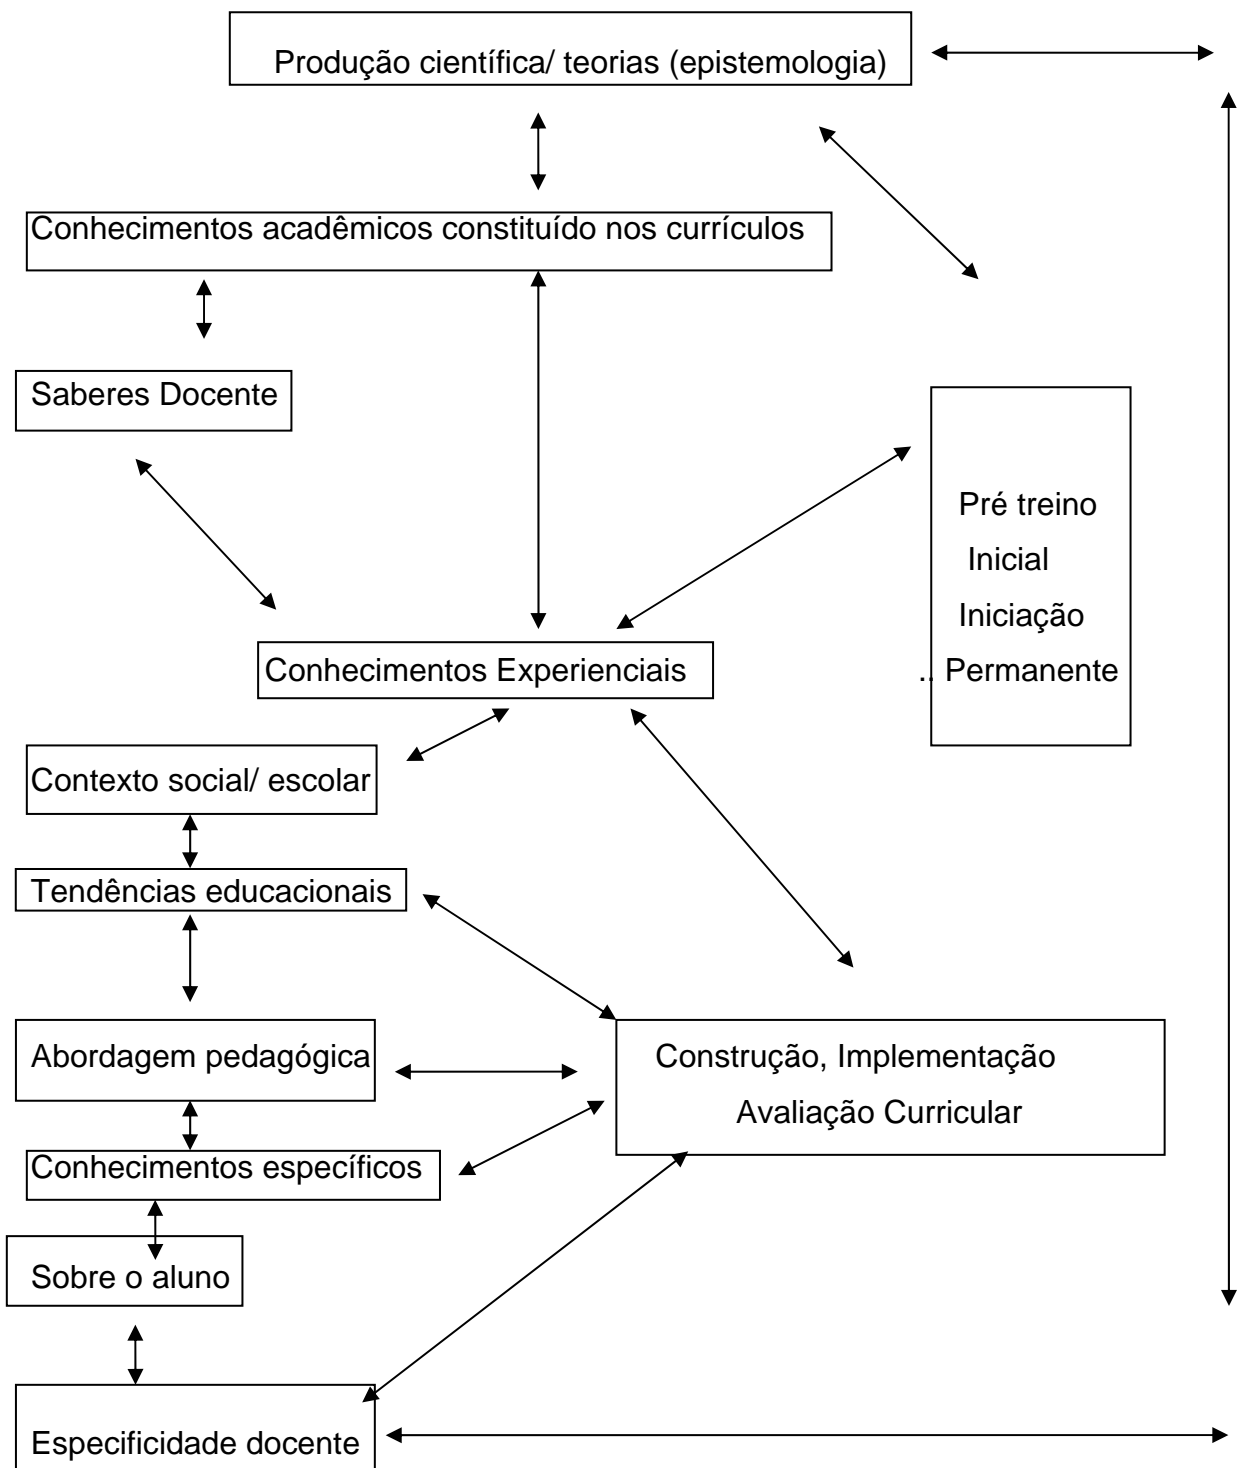 Produção científica/ teorias (epistemologia)
Conhecimentos acadêmicos constituído nos currículos
Saberes Docente
Pré treino
Inicial
Iniciação
.. Permanente
Conhecimentos Experienciais
Contexto social/ escolar
Tendências educacionais
Abordagem pedagógica
Construção, Implementação
Avaliação Curricular
Conhecimentos específicos
Sobre o aluno
Especificidade docente